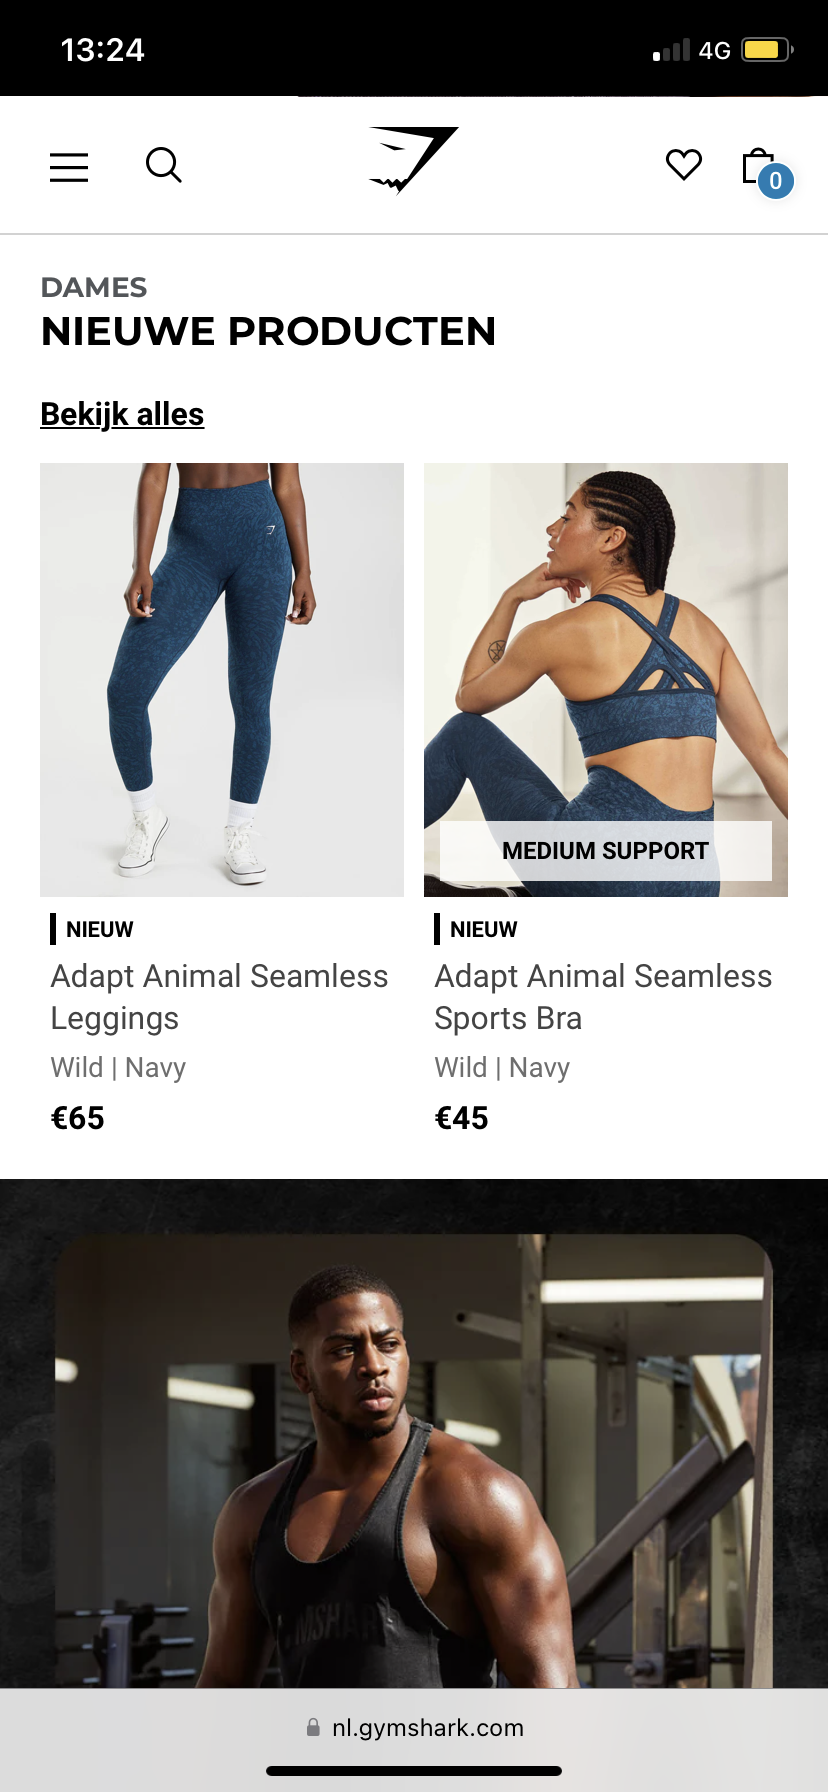 13:24
4G
0
DAMES
NIEUWE PRODUCTEN
Bekijk alles
MEDIUM SUPPORT
NIEUW
Adapt Animal Seamless
Leggings
Wild | Navy
€65
NIEUW
Adapt Animal Seamless
Sports Bra
Wild | Navy
€45
nl.gymshark.com